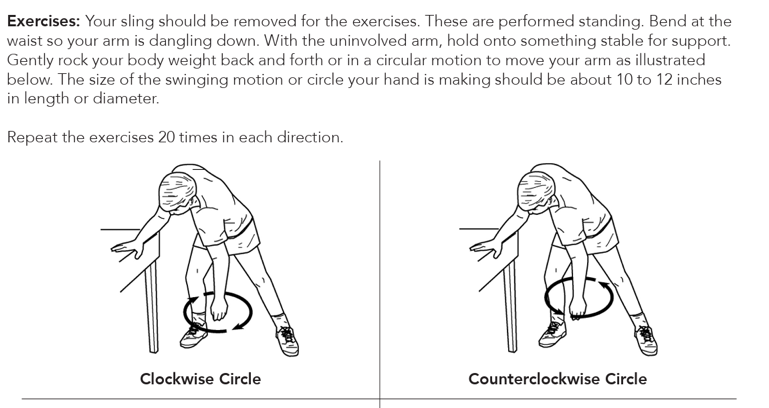 Exercises: Your sling should be removed for the exercises. These are performed standing. Bend at the
waist so your arm is dangling down. With the uninvolved arm, hold onto something stable for support.
Gently rock your body weight back and forth or in a circular motion to move your arm as illustrated
below. The size of the swinging motion or circle your hand is making should be about 10 to 12 inches
in length or diameter.
Repeat the exercises 20 times in each direction.
Clockwise Circle
Counterclockwise Circle